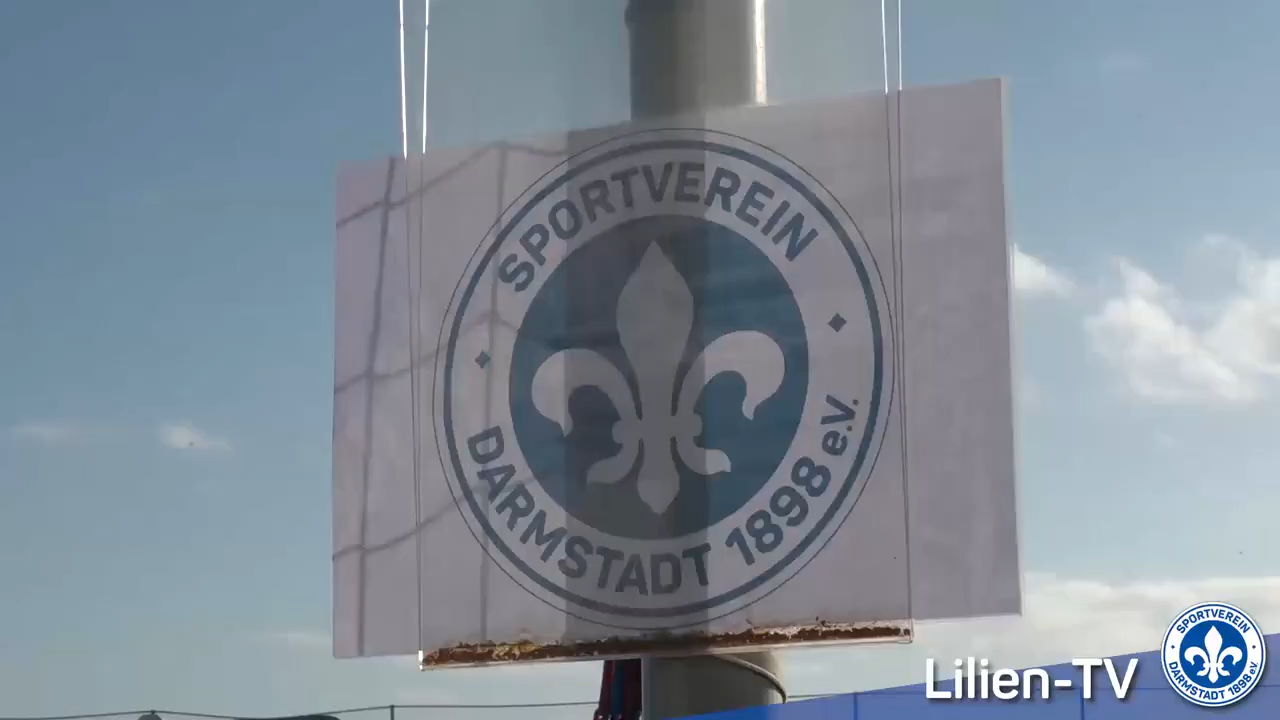 SPORTVEREIN
DARMSTADT 1898 e.V.
Lilien-TV
SPORTVEREIN
DARMSTADT 1898 e.V.